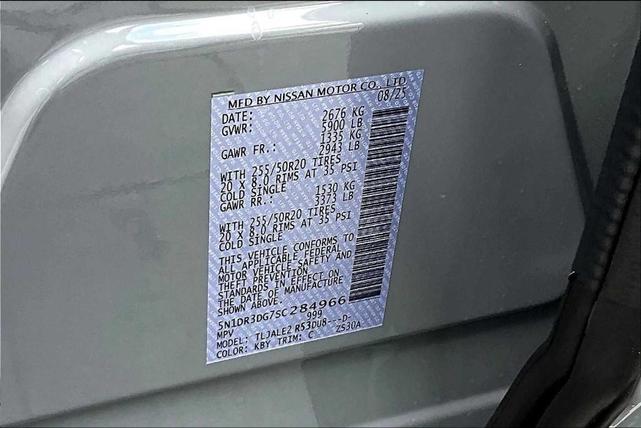 MFD BY NISSAN MOTOR CO., LTD
DATE: 08/25
GVWR: 2676 KG
5900 LB
GAWR FR.: 1335 KG
2943 LB
WITH 255/50R20 TIRES
20 X 8.0 RIMS AT 35 PSI
COLD SINGLE
GAWR RR.: 1530 KG
3373 LB
WITH 255/50R20 TIRES
20 X 8.0 RIMS AT 35 PSI
COLD SINGLE
THIS VEHICLE CONFORMS TO
ALL APPLICABLE FEDERAL
MOTOR VEHICLE SAFETY AND
THEFT PREVENTION
STANDARDS IN EFFECT ON
THE DATE OF MANUFACTURE
SHOWN ABOVE.
5N1DR3DG7SC284966
MPV 999
MODEL: TLJALEZ R53DU8---D-
COLOR: KBY TRIM: C Z530A